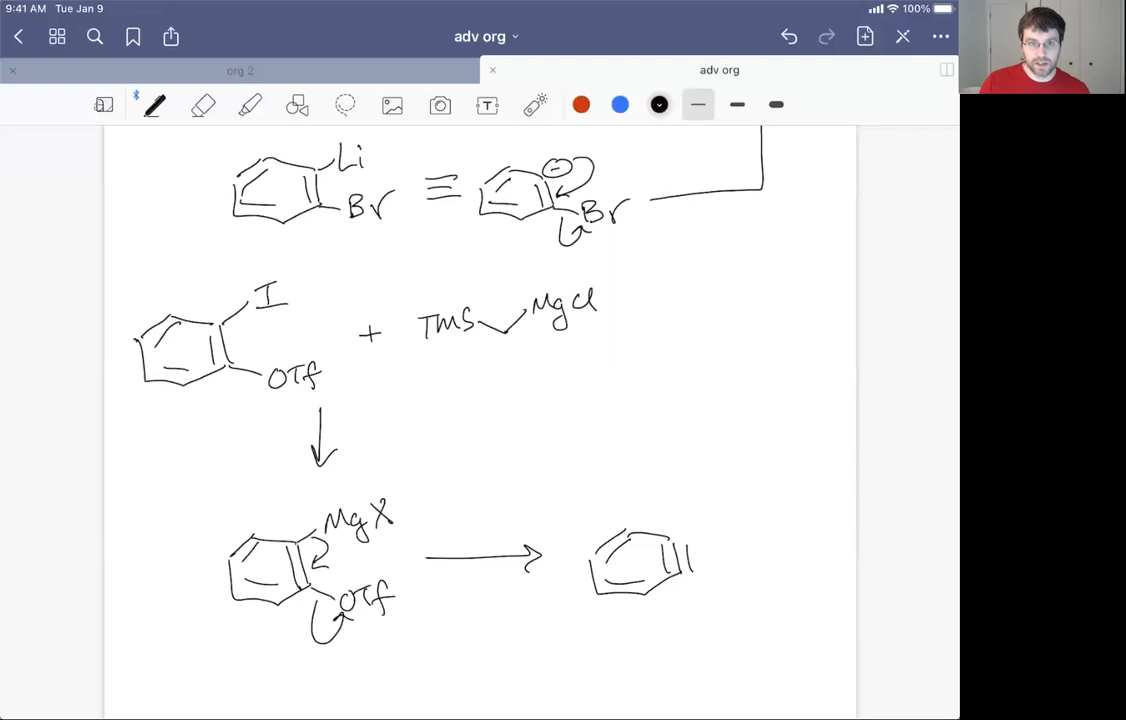 9:41 AM Tue Jan 9
100%
adv org
org 2
adv org
T
Li
Br
≡
⊖
Br
I
OTf
+
TMS
MgCl
MgX
OTf